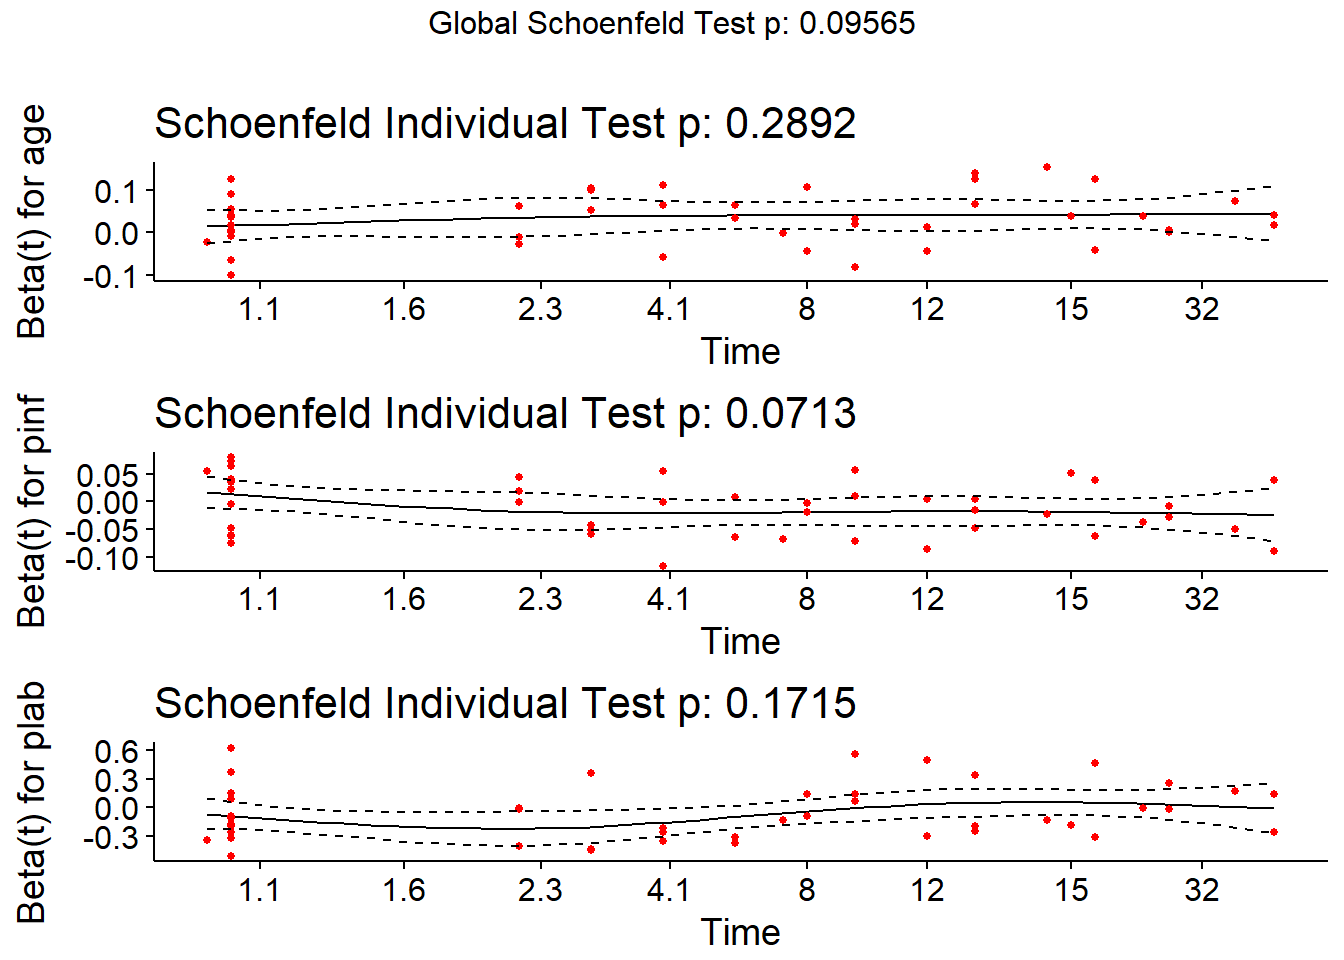 Global Schoenfeld Test p: 0.09565
Schoenfeld Individual Test p: 0.2892
Beta(t) for age
0.1
0.0
-0.1
1.1 1.6 2.3 4.1 8 12 15 32
Time
Schoenfeld Individual Test p: 0.0713
Beta(t) for pinf
0.05
0.00
-0.05
-0.10
1.1 1.6 2.3 4.1 8 12 15 32
Time
Schoenfeld Individual Test p: 0.1715
Beta(t) for plab
0.6
0.3
0.0
-0.3
1.1 1.6 2.3 4.1 8 12 15 32
Time